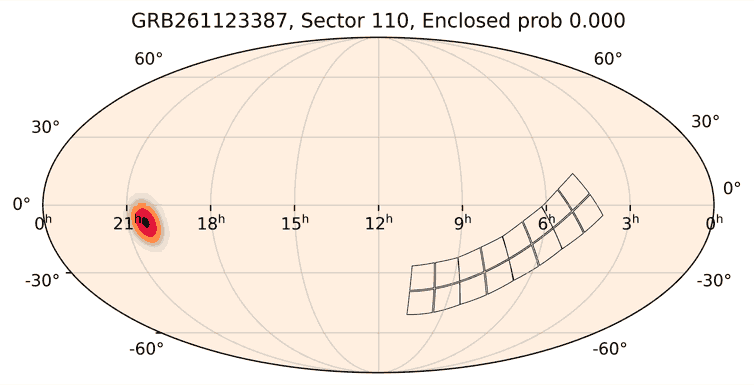 GRB261123387, Sector 110, Enclosed prob 0.000
60° 60°
30° 30°
0° 0°
0h 21h 18h 15h 12h 9h 6h 3h 0h
-30° -30°
-60° -60°